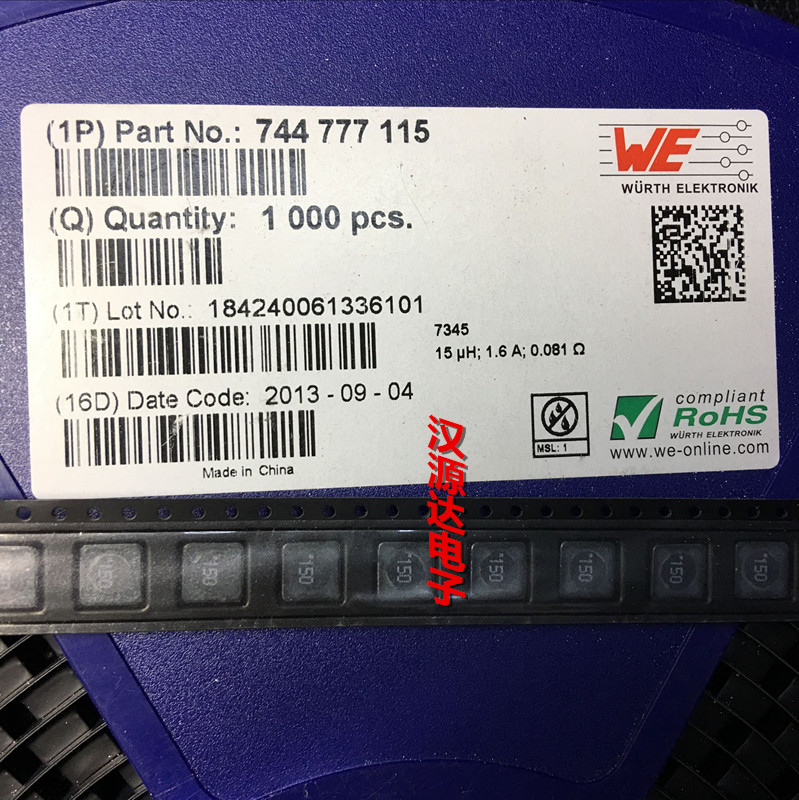 (1P) Part No.: 744 777 115
WE
WÜRTH ELEKTRONIK
(Q) Quantity: 1 000 pcs.
(1T) Lot No.: 184240061336101
7345
15 µH; 1.6 A; 0.081 Ω
(16D) Date Code: 2013 - 09 - 04
Made in China
MSL: 1
compliant
RoHS
WÜRTH ELEKTRONIK
www.we-online.com
汉源达电子
150
150
150
150
150
150
150
150
150